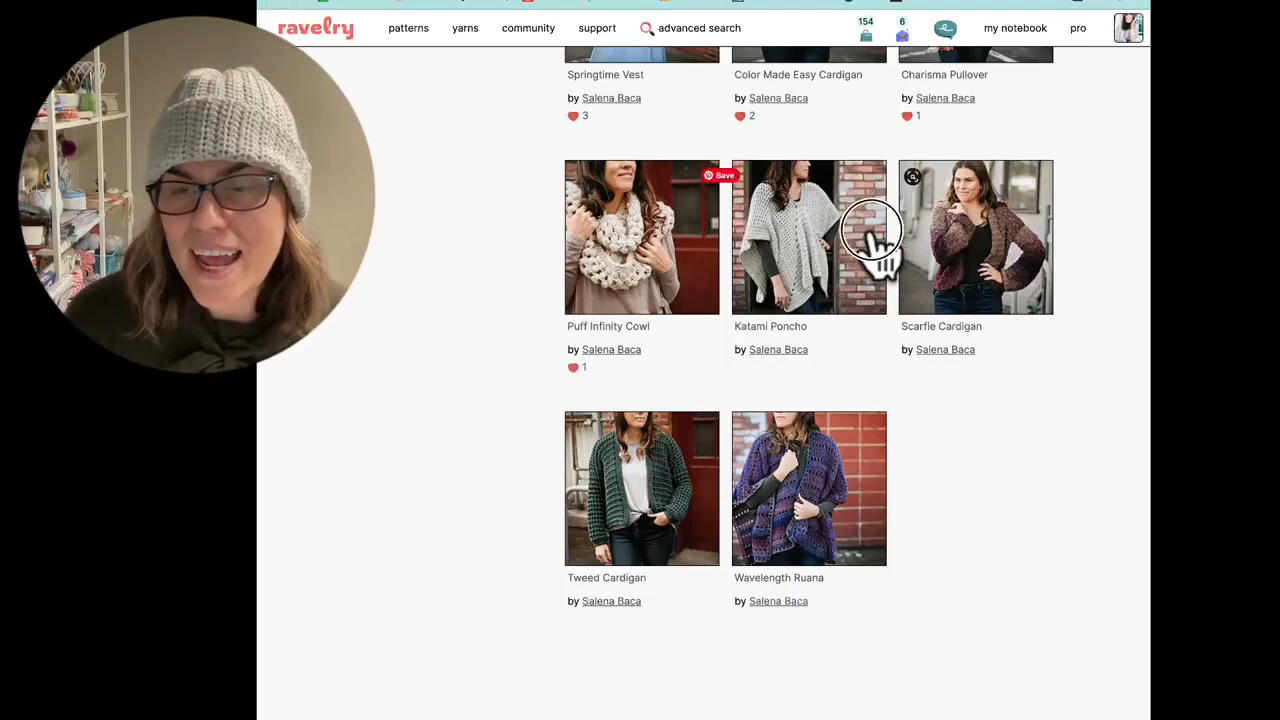 ravelry
patterns
yarns
community
support
advanced search
154
6
my notebook
pro
Springtime Vest
Color Made Easy Cardigan
Charisma Pullover
by Salena Baca
by Salena Baca
by Salena Baca
3
2
1
Save
Puff Infinity Cowl
Katami Poncho
Scarfie Cardigan
by Salena Baca
by Salena Baca
by Salena Baca
1
Tweed Cardigan
Wavelength Ruana
by Salena Baca
by Salena Baca